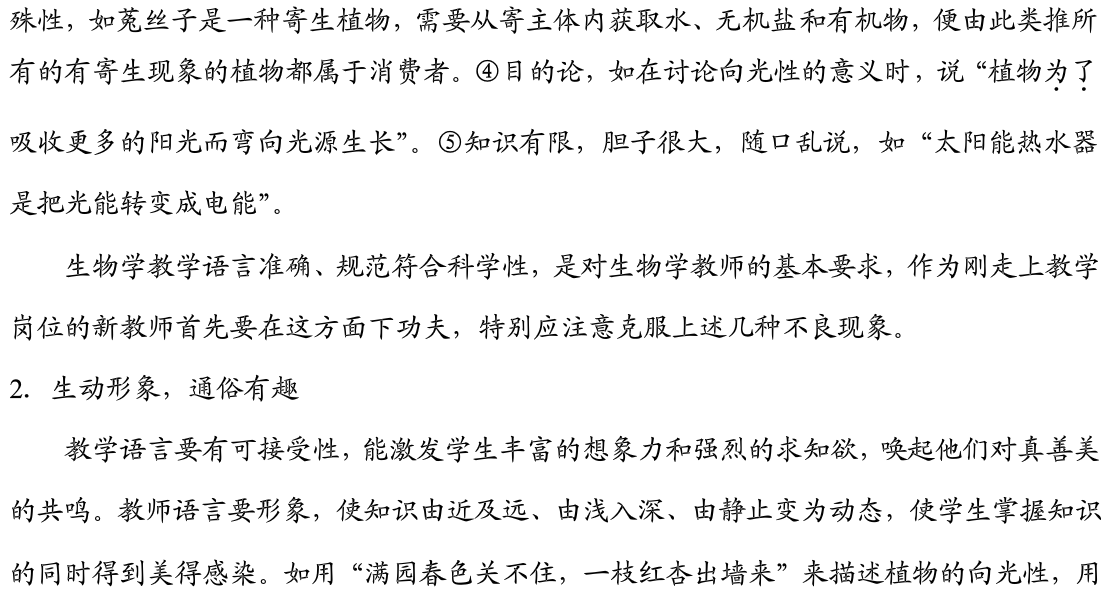 殊性，如菟丝子是一种寄生植物，需要从寄主体内获取水、无机盐和有机物，便由此类推所
有的有寄生现象的植物都属于消费者。④目的论，如在讨论向光性的意义时，说“植物为了
吸收更多的阳光而弯向光源生长”。⑤知识有限，胆子很大，随口乱说，如“太阳能热水器
是把光能转变成电能”。
生物学教学语言准确、规范符合科学性，是对生物学教师的基本要求，作为刚走上教学
岗位的新教师首先要在这方面下功夫，特别应注意克服上述几种不良现象。
2. 生动形象，通俗有趣
教学语言要有可接受性，能激发学生丰富的想象力和强烈的求知欲，唤起他们对真善美
的共鸣。教师语言要形象，使知识由近及远、由浅入深、由静止变为动态，使学生掌握知识
的同时得到美得感染。如用“满园春色关不住，一枝红杏出墙来”来描述植物的向光性，用